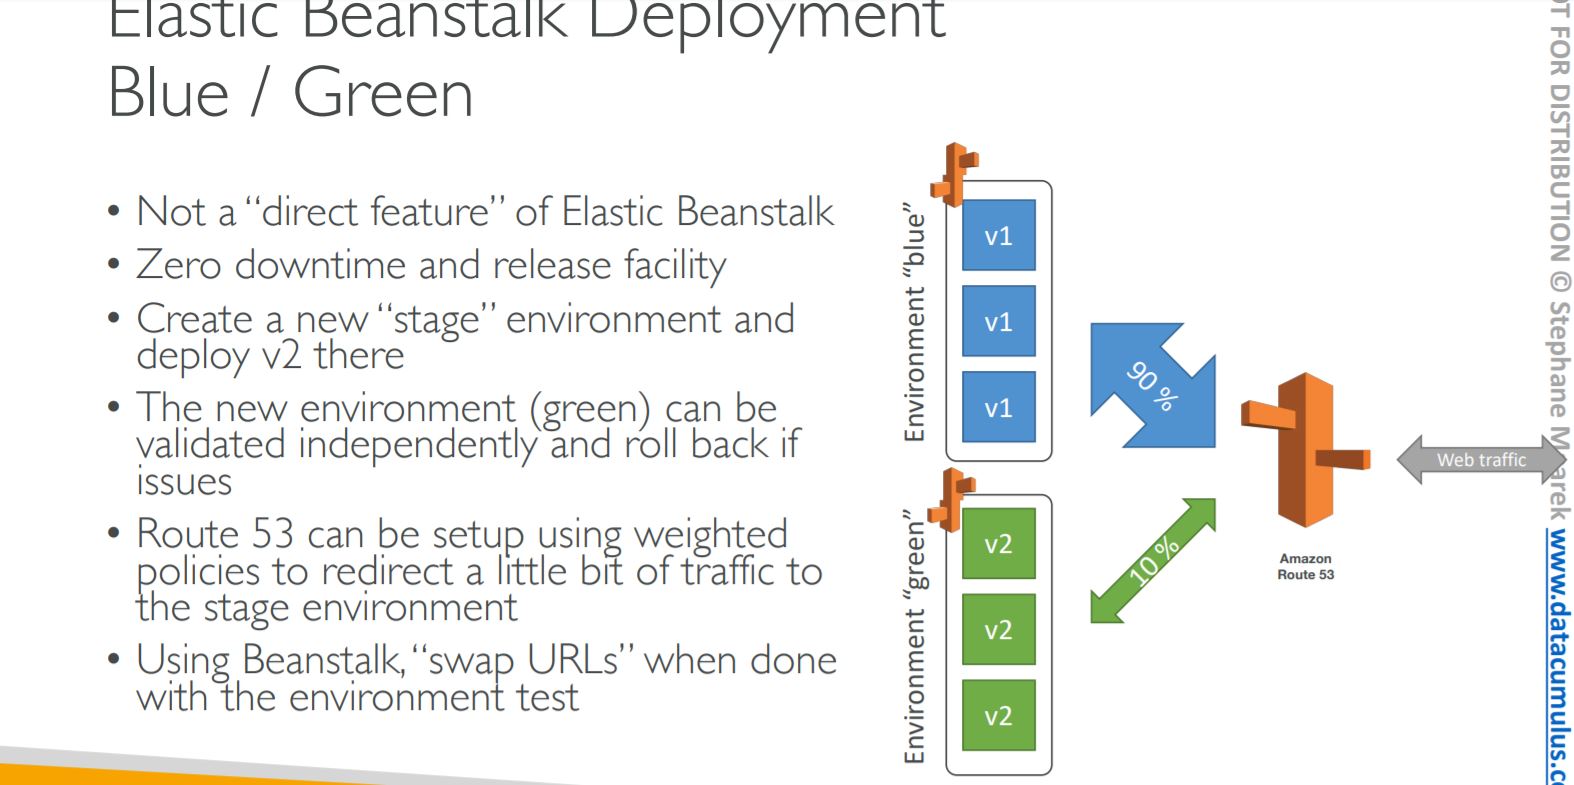 Elastic Beanstalk Deployment
Blue / Green
• Not a “direct feature” of Elastic Beanstalk
• Zero downtime and release facility
• Create a new “stage” environment and
deploy v2 there
• The new environment (green) can be
validated independently and roll back if
issues
• Route 53 can be setup using weighted
policies to redirect a little bit of traffic to
the stage environment
• Using Beanstalk, “swap URLs” when done
with the environment test
Environment “blue”
v1
v1
v1
90 %
Environment “green”
v2
v2
v2
10 %
Amazon
Route 53
Web traffic
FOR DISTRIBUTION © Stephane Maarek www.datacumulus.c